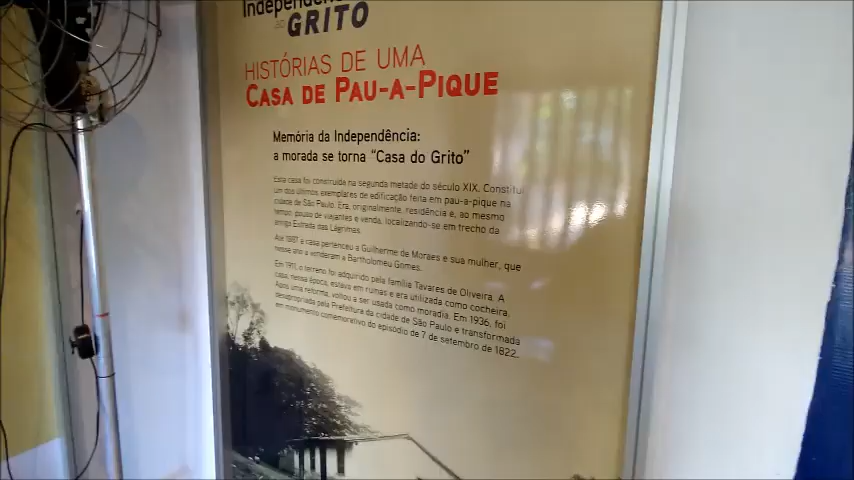 Independên
ao GRITO
HISTÓRIAS DE UMA
CASA DE PAU-A-PIQUE
Memória da Independência:
a morada se torna "Casa do Grito"
Esta casa foi construída na segunda metade do século XIX. Constitui
um dos últimos exemplares de edificação feita em pau-a-pique na
cidade de São Paulo. Era, originalmente, residência e, ao mesmo
tempo, pouso de viajantes e venda, localizando-se em trecho da
antiga Estrada das Lágrimas.
Até a casa pertenceu a Guilherme de Moraes e sua mulher, que
nesse ano a venderam a Bartholomeu Gomes.
Em 1911, o terreno foi adquirido pela família Tavares de Oliveira. A
casa, nessa época, estava em ruínas e era utilizada como cocheira.
Após uma reforma, voltou a ser usada como moradia. Em 1936, foi
desapropriada pela Prefeitura da cidade de São Paulo e transformada
em monumento comemorativo do episódio de 7 de setembro de 1822.